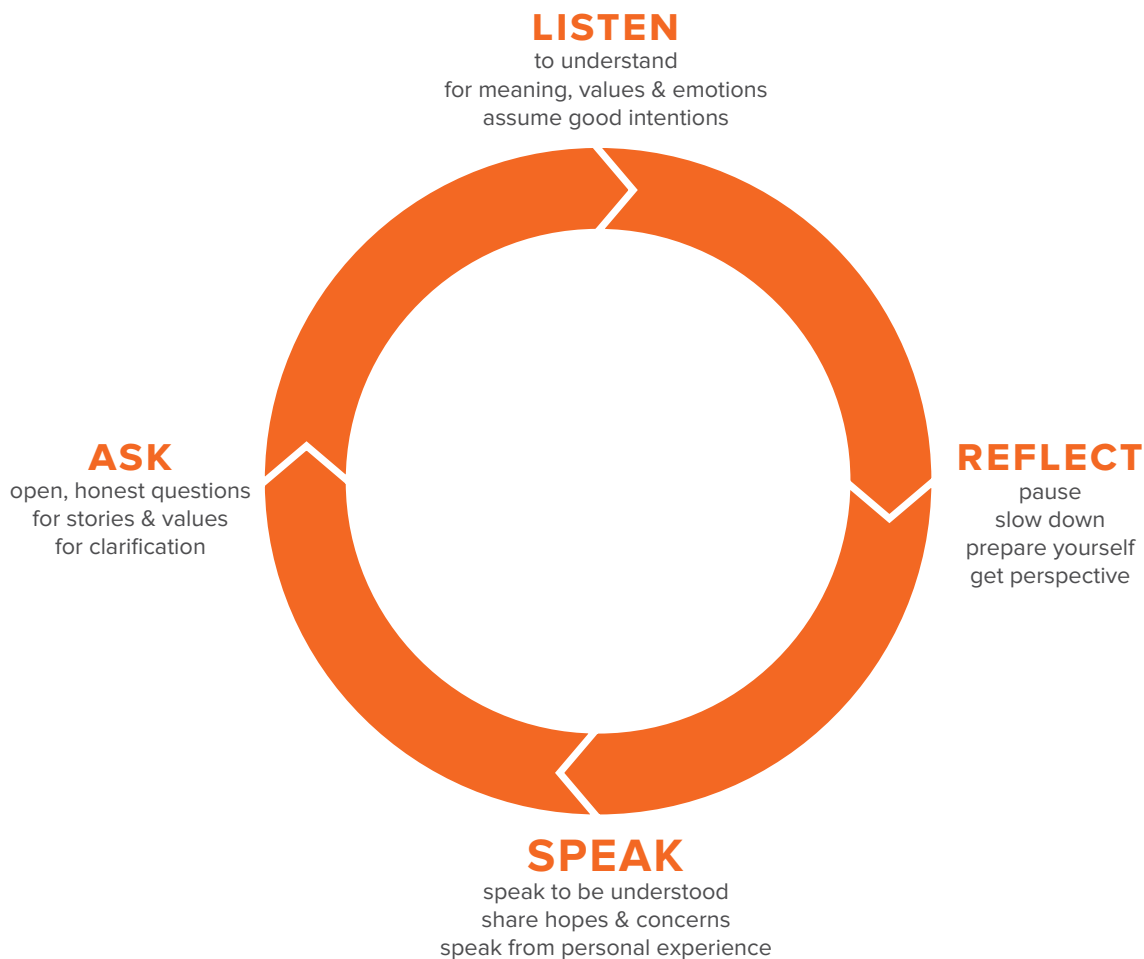 LISTEN
to understand
for meaning, values & emotions
assume good intentions
REFLECT
pause
slow down
prepare yourself
get perspective
SPEAK
speak to be understood
share hopes & concerns
speak from personal experience
ASK
open, honest questions
for stories & values
for clarification